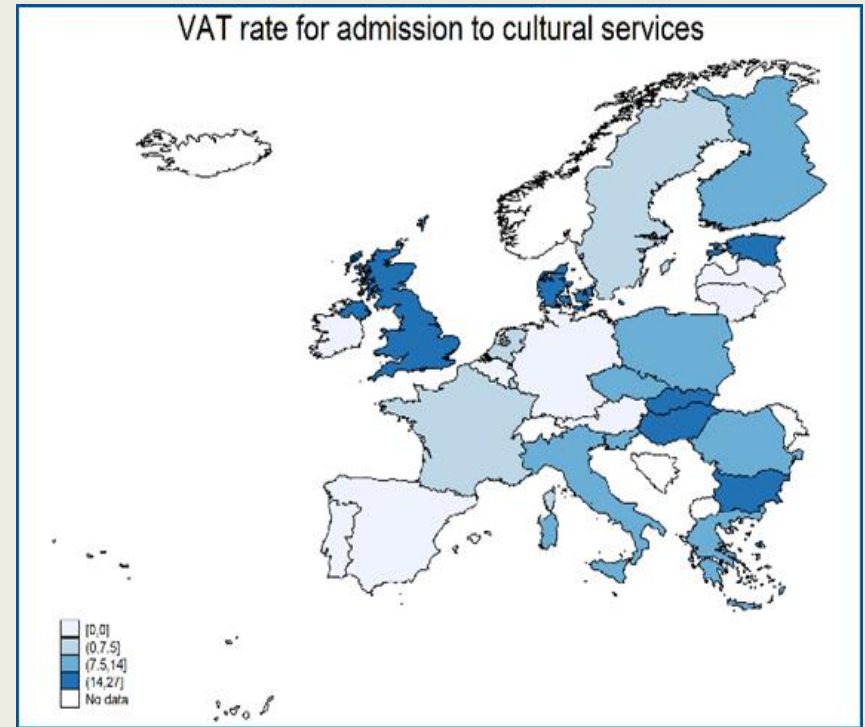 VAT rate for admission to cultural services
[0,0]
(0,7.5]
(7.5,14]
(14,27]
No data